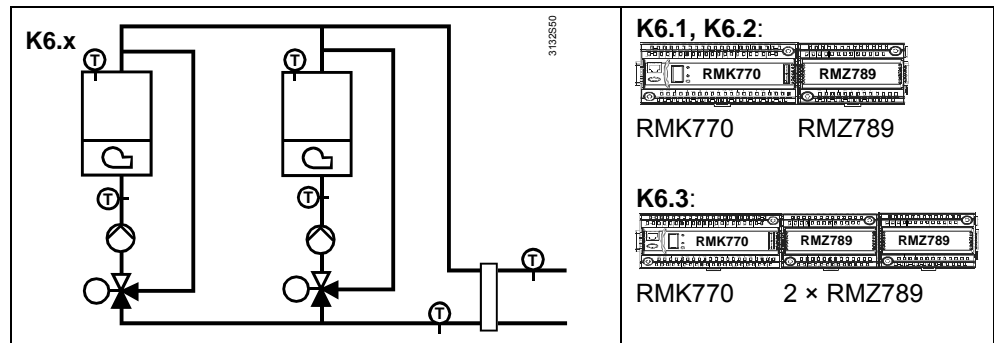 K6.x
T
T
3132S50
T
T
T
T
K6.1, K6.2:
RMK770 RMZ789
RMK770 RMZ789
K6.3:
RMK770 RMZ789 RMZ789
RMK770 2 × RMZ789